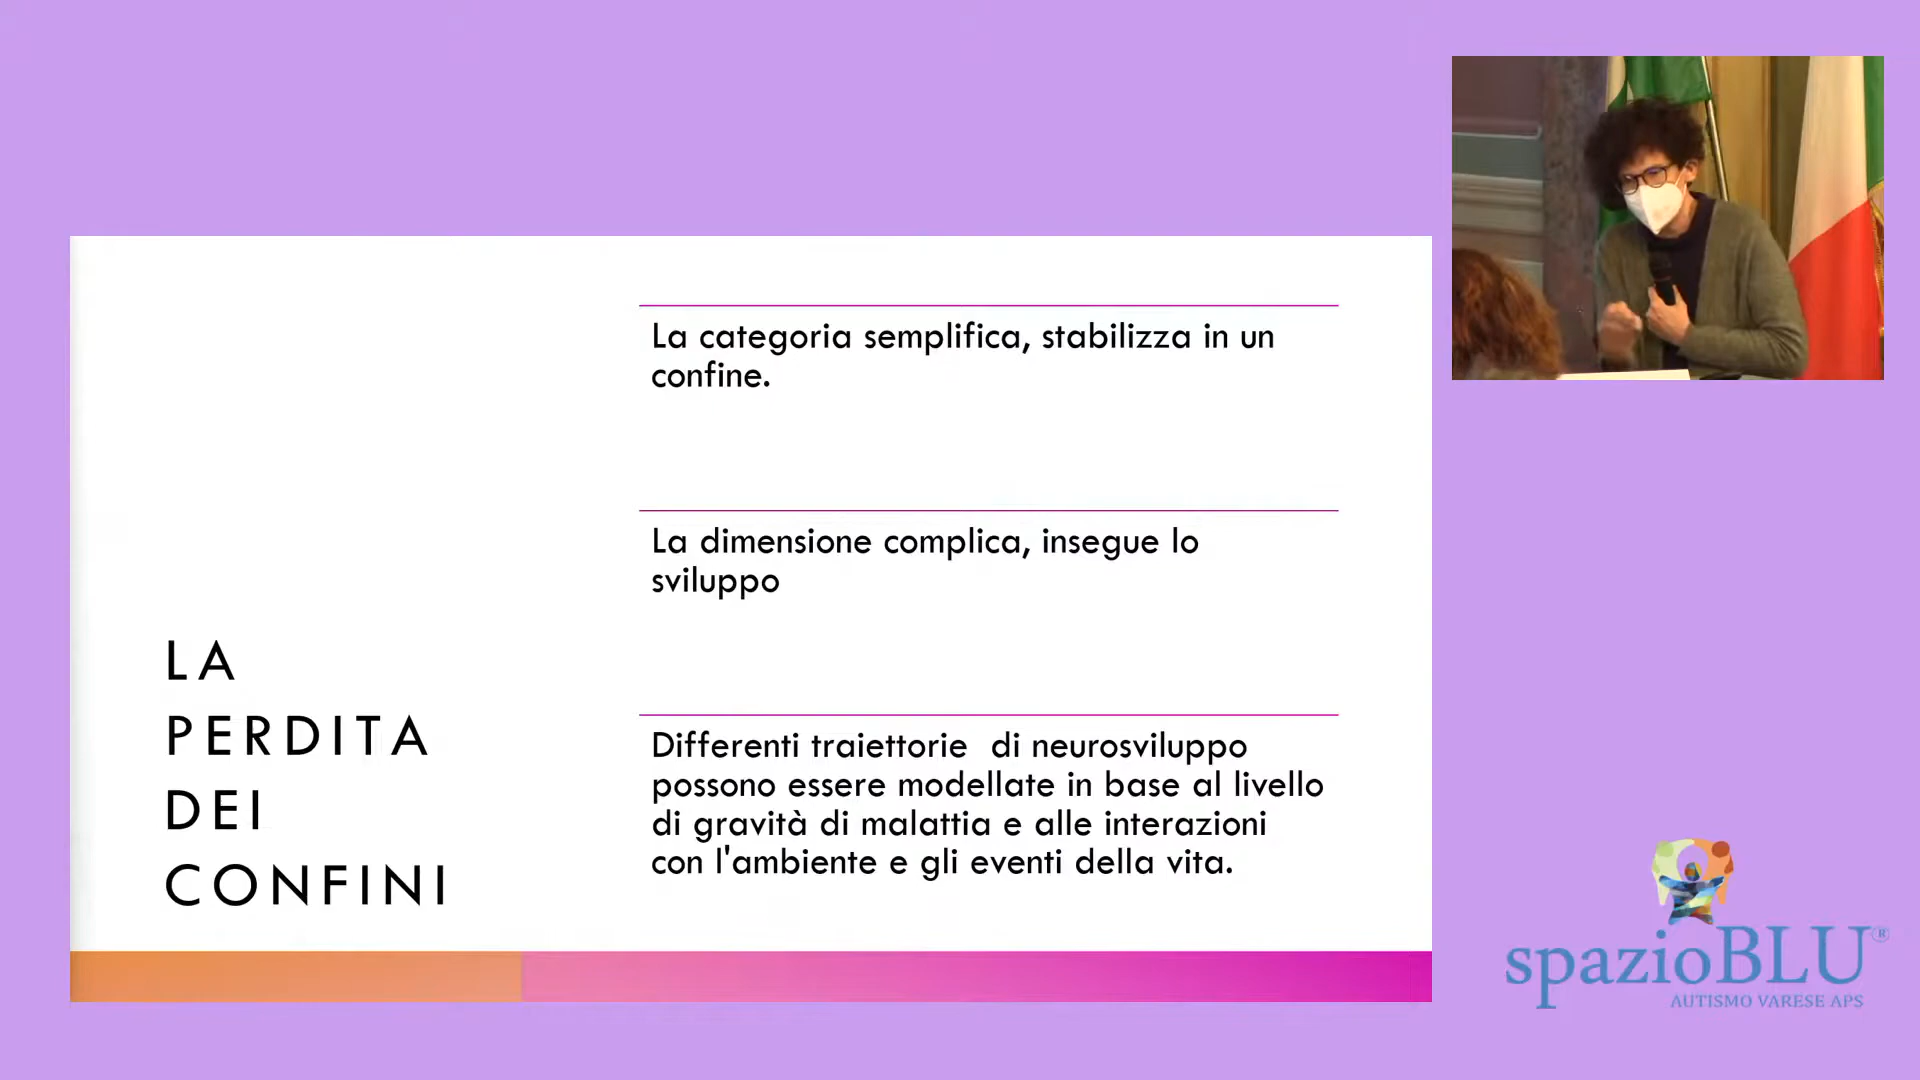 LA
PERDITA
DEI
CONFINI
La categoria semplifica, stabilizza in un
confine.
La dimensione complica, insegue lo
sviluppo
Differenti traiettorie  di neurosviluppo
possono essere modellate in base al livello
di gravità di malattia e alle interazioni
con l'ambiente e gli eventi della vita.
spazioBLU®
AUTISMO VARESE APS